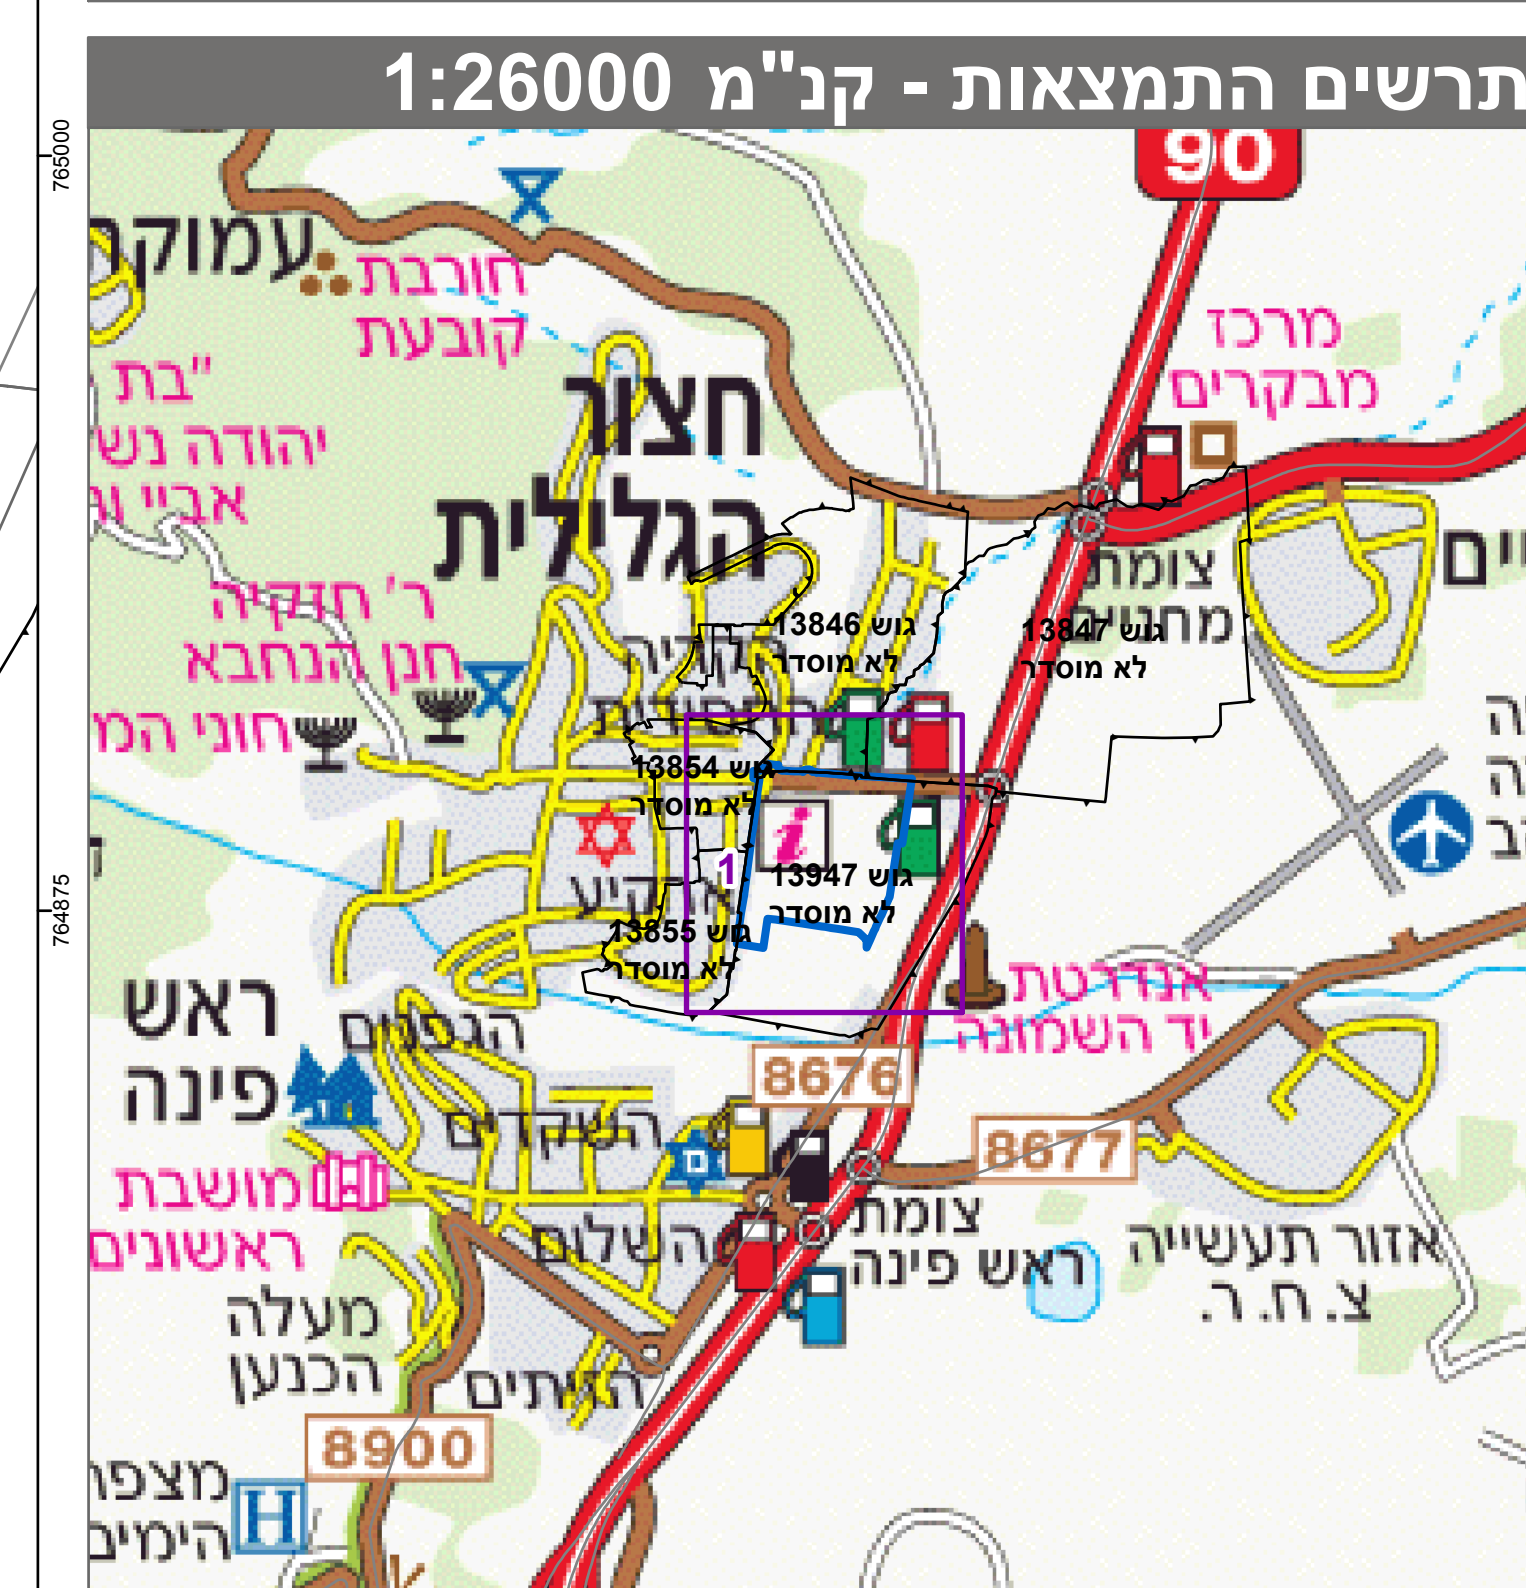 תרשים התמצאות - קנ"מ 1:26000
765000
90
עמוקה
חורבת
קובעת
מרכז
מבקרים
"בת
יהודה נש
חצור
הגלילית
צומת
מחניים
ים
ר' חזקיה
חנן הנחבא
גוש 13846
לא מוסדר
גוש 13847
לא מוסדר
חוני המ
גוש 13854
לא מוסדר
1
גוש 13947
לא מוסדר
764875
גוש 13855
לא מוסדר
אנדרטת
יד השמונה
ראש
פינה
הגפנים
8676
השקדים
8677
מושבת
ראשונים
השלום
צומת
ראש פינה
אזור תעשייה
צ. ח. ר.
מעלה
הכנען
הזיתים
8900
מצפה
הימים
H